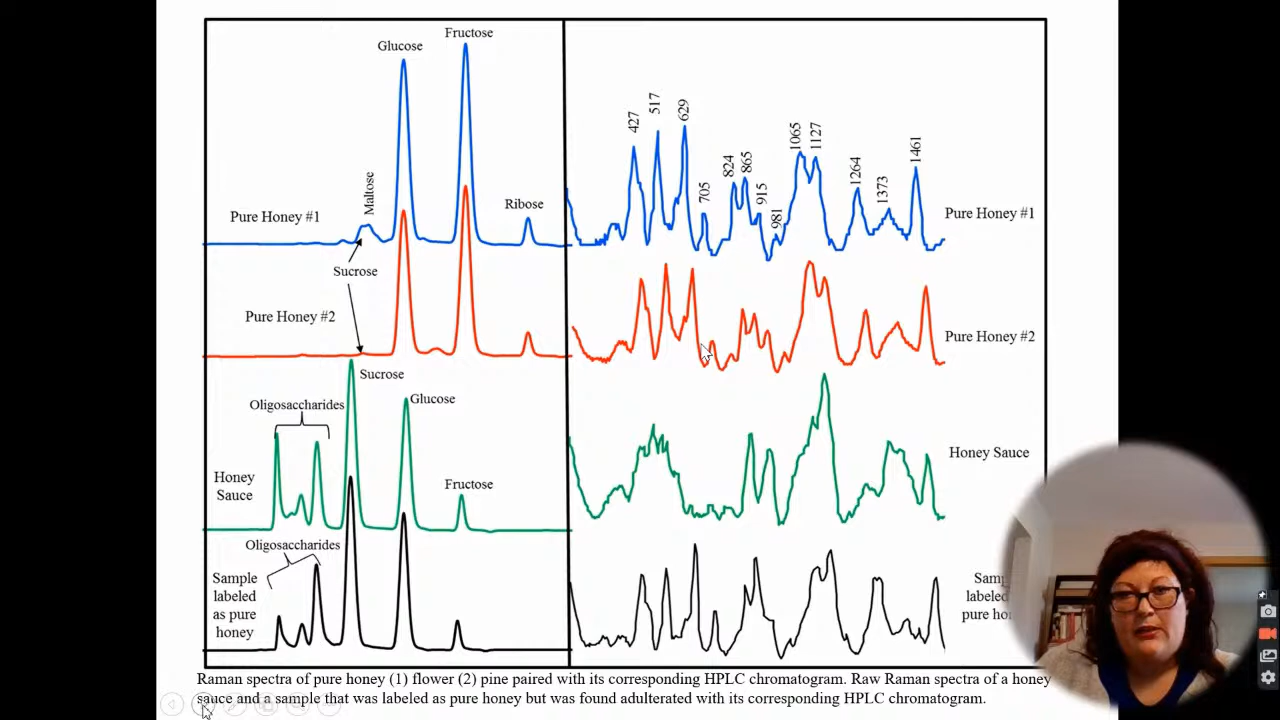 Fructose
Glucose
Maltose
Ribose
Pure Honey #1
Sucrose
Pure Honey #2
Sucrose
Glucose
Oligosaccharides
Honey
Sauce
Fructose
Oligosaccharides
Sample
labeled
as pure
honey
427
517
629
705
824
865
915
981
1065
1127
1264
1373
1461
Pure Honey #1
Pure Honey #2
Honey Sauce
Raman spectra of pure honey (1) flower (2) pine paired with its corresponding HPLC chromatogram. Raw Raman spectra of a honey
sauce and a sample that was labeled as pure honey but was found adulterated with its corresponding HPLC chromatogram.